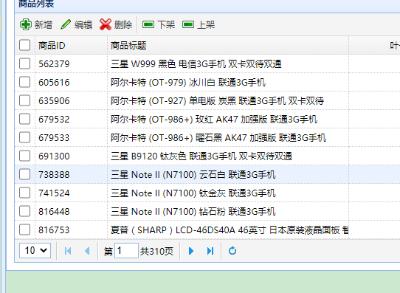 商品列表
新增 编辑 删除 下架 上架
商品ID 商品标题 叶
562379 三星 W999 黑色 电信3G手机 双卡双待双通
605616 阿尔卡特 (OT-979) 冰川白 联通3G手机
635906 阿尔卡特 (OT-927) 单电版 炭黑 联通3G手机 双卡双待
679532 阿尔卡特 (OT-986+) 玫红 AK47 加强版 联通3G手机
679533 阿尔卡特 (OT-986+) 曜石黑 AK47 加强版 联通3G手机
691300 三星 B9120 钛灰色 联通3G手机 双卡双待双通
738388 三星 Note II (N7100) 云石白 联通3G手机
741524 三星 Note II (N7100) 钛金灰 联通3G手机
816448 三星 Note II (N7100) 钻石粉 联通3G手机
816753 夏普（SHARP）LCD-46DS40A 46英寸 日本原装液晶面板
10 第 1 共310页